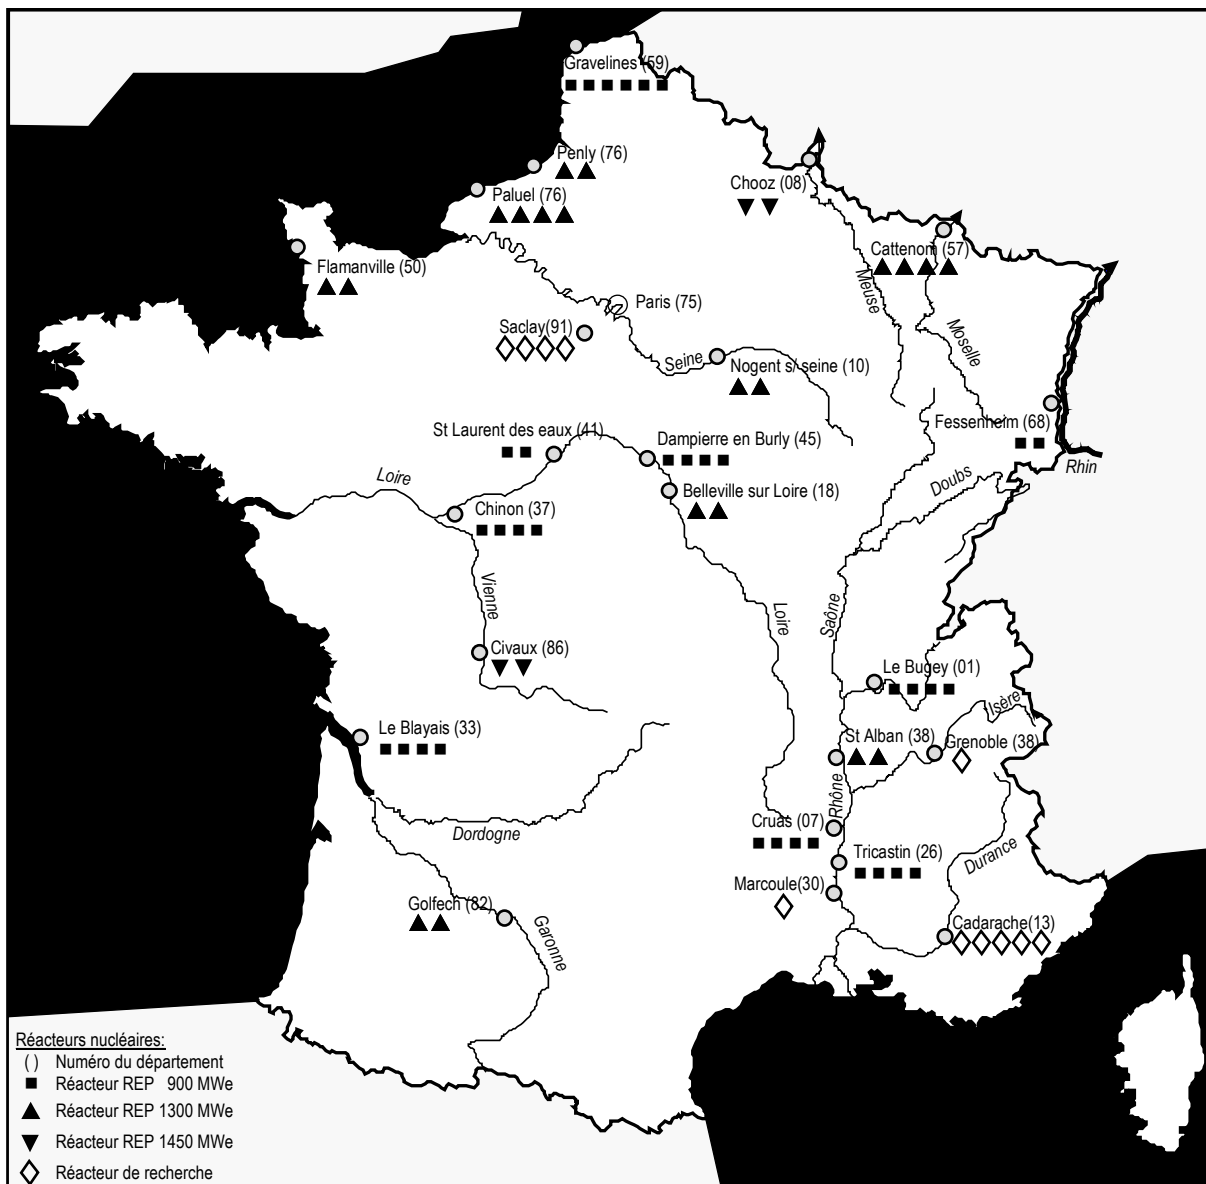 Gravelines (59)
Penly (76)
Paluel (76)
Chooz (08)
Flamanville (50)
Cattenom (57)
Meuse
Paris (75)
Saclay(91)
Moselle
Seine
Nogent s/ seine (10)
Fessenheim (68)
St Laurent des eaux (41)
Dampierre en Burly (45)
Rhin
Loire
Doubs
Belleville sur Loire (18)
Chinon (37)
Vienne
Loire
Saône
Civaux (86)
Le Bugey (01)
Isère
Le Blayais (33)
St Alban (38)
Grenoble (38)
Rhône
Cruas (07)
Dordogne
Tricastin (26)
Durance
Marcoule(30)
Golfech (82)
Cadarache(13)
Garonne
Réacteurs nucléaires:
( ) Numéro du département
Réacteur REP 900 MWe
Réacteur REP 1300 MWe
Réacteur REP 1450 MWe
Réacteur de recherche